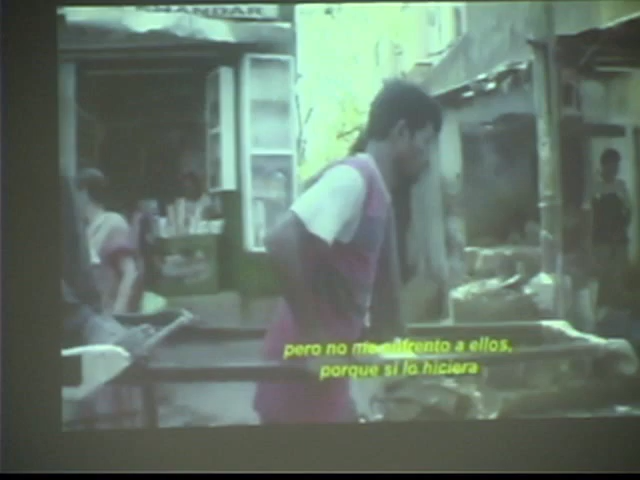 pero no me enfrento a ellos,
porque si lo hiciera